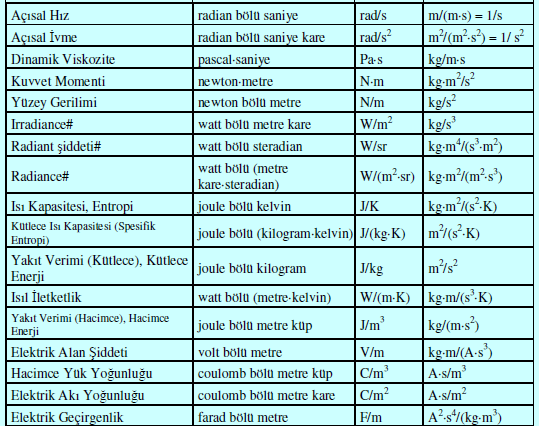 Açısal Hız radian bölü saniye rad/s m/(m·s) = 1/s
Açısal İvme radian bölü saniye kare rad/s² m²/(m²·s²) = 1/ s²
Dinamik Viskozite pascal·saniye Pa·s kg/m·s
Kuvvet Momenti newton·metre N·m kg·m²/s²
Yüzey Gerilimi newton bölü metre N/m kg/s²
Irradiance# watt bölü metre kare W/m² kg/s³
Radiant şiddeti# watt bölü steradian W/sr kg·m⁴/(s³·m²)
Radiance# watt bölü (metre
kare·steradian) W/(m²·sr) kg·m²/(m²·s³)
Isı Kapasitesi, Entropi joule bölü kelvin J/K kg·m²/(s²·K)
Kütlece Isı Kapasitesi (Spesifik
Entropi) joule bölü (kilogram·kelvin) J/(kg·K) m²/(s²·K)
Yakıt Verimi (Kütlece), Kütlece
Enerji joule bölü kilogram J/kg m²/s²
Isıl İletketlik watt bölü (metre·kelvin) W/(m·K) kg·m/(s³·K)
Yakıt Verimi (Hacimce), Hacimce
Enerji joule bölü metre küp J/m³ kg/(m·s²)
Elektrik Alan Şiddeti volt bölü metre V/m kg·m/(A·s³)
Hacimce Yük Yoğunluğu coulomb bölü metre küp C/m³ A·s/m³
Elektrik Akı Yoğunluğu coulomb bölü metre kare C/m² A·s/m²
Elektrik Geçirgenlik farad bölü metre F/m A²·s⁴/(kg·m³)